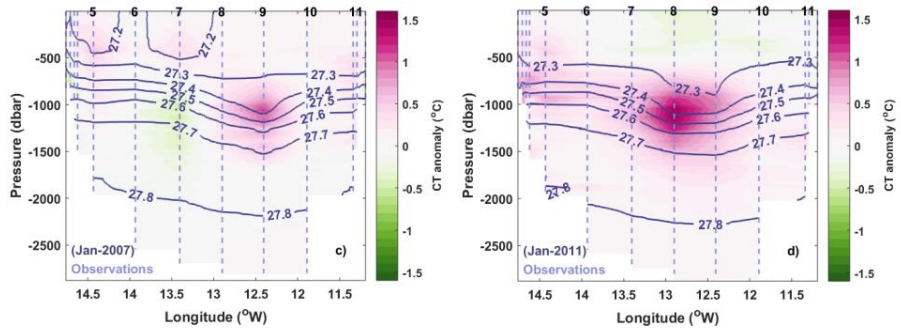 5 6 7 8 9 10 11
27.2 27.2
27.3 27.3
27.4 27.4
27.5 27.5
27.6 27.6
27.7 27.7
27.8 27.8
-500
-1000
-1500
-2000
-2500
Pressure (dbar)
(Jan-2007) c)
Observations
14.5 14 13.5 13 12.5 12 11.5
Longitude (°W)
1.5
1
0.5
0
-0.5
-1
-1.5
CT anomaly (°C)
5 6 7 8 9 10 11
27.3 27.3 27.3
27.4 27.4
27.5 27.5
27.6 27.6
27.7 27.7
27.8 27.8
-500
-1000
-1500
-2000
-2500
Pressure (dbar)
(Jan-2011) d)
Observations
14.5 14 13.5 13 12.5 12 11.5
Longitude (°W)
1.5
1
0.5
0
-0.5
-1
-1.5
CT anomaly (°C)